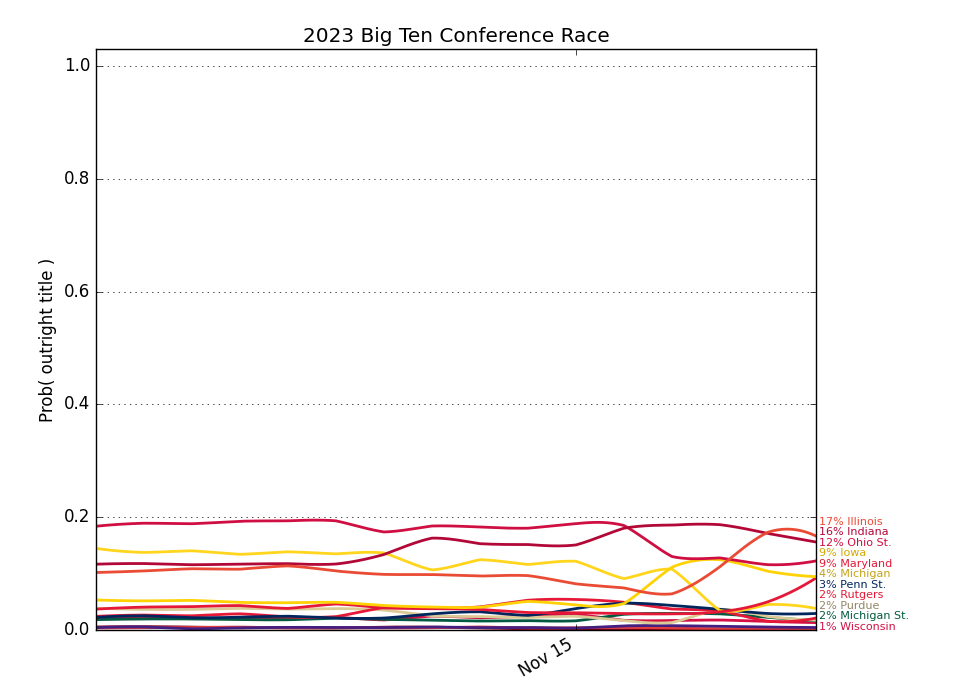 2023 Big Ten Conference Race
1.0
0.8
0.6
0.4
0.2
0.0
Prob( outright title )
Nov 15
17% Illinois
16% Indiana
12% Ohio St.
9% Iowa
9% Maryland
4% Michigan
3% Penn St.
2% Rutgers
2% Purdue
2% Michigan St.
1% Wisconsin